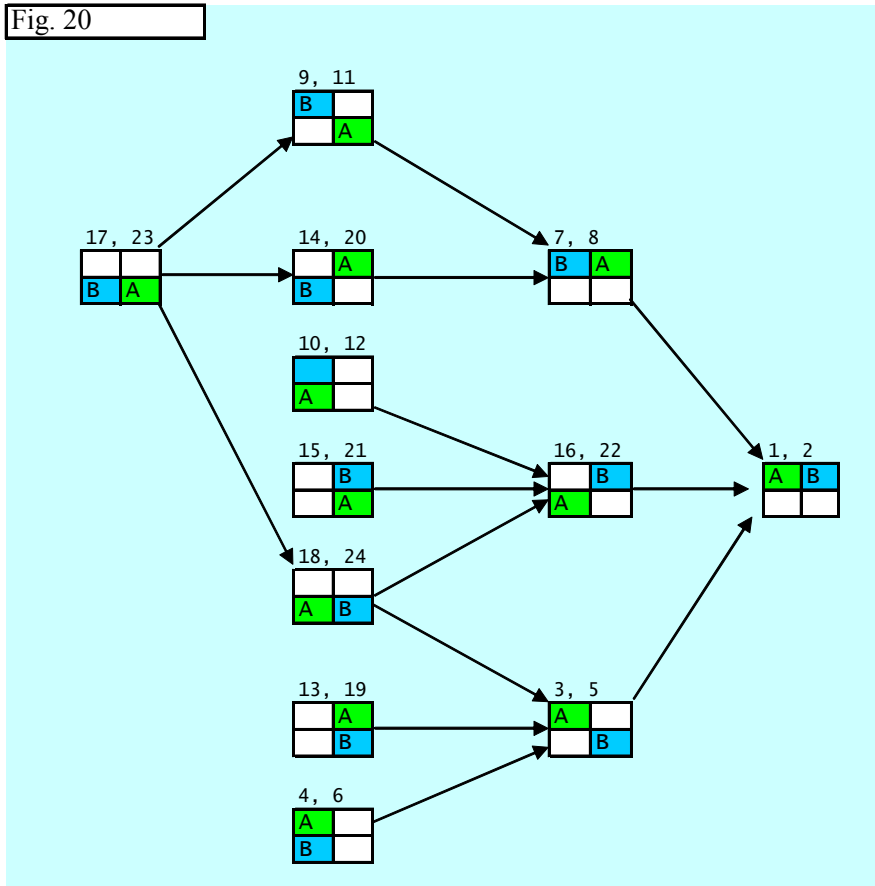 Fig. 20
9, 11
B
A
17, 23
B A
14, 20
A
B
7, 8
B A
10, 12
A
15, 21
B
A
16, 22
B
A
1, 2
A B
18, 24
A B
13, 19
A
B
3, 5
A
B
4, 6
A
B